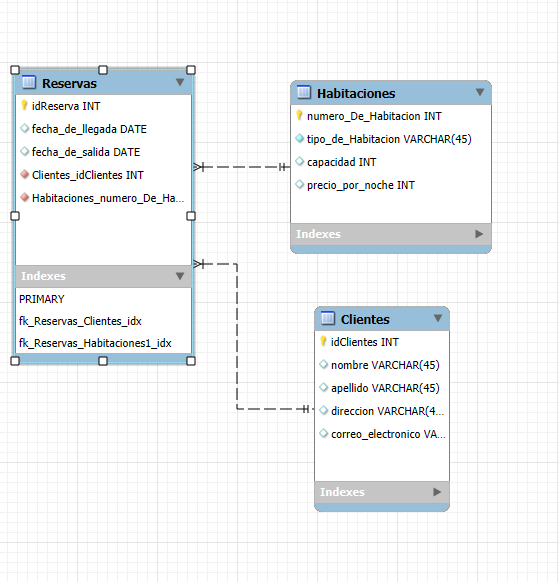 Reservas
idReserva INT
fecha_de_llegada DATE
fecha_de_salida DATE
Clientes_idClientes INT
Habitaciones_numero_De_Ha...
Indexes
PRIMARY
fk_Reservas_Clientes_idx
fk_Reservas_Habitaciones1_idx
Habitaciones
numero_De_Habitacion INT
tipo_de_Habitacion VARCHAR(45)
capacidad INT
precio_por_noche INT
Indexes
Clientes
idClientes INT
nombre VARCHAR(45)
apellido VARCHAR(45)
direccion VARCHAR(4...
correo_electronico VA...
Indexes